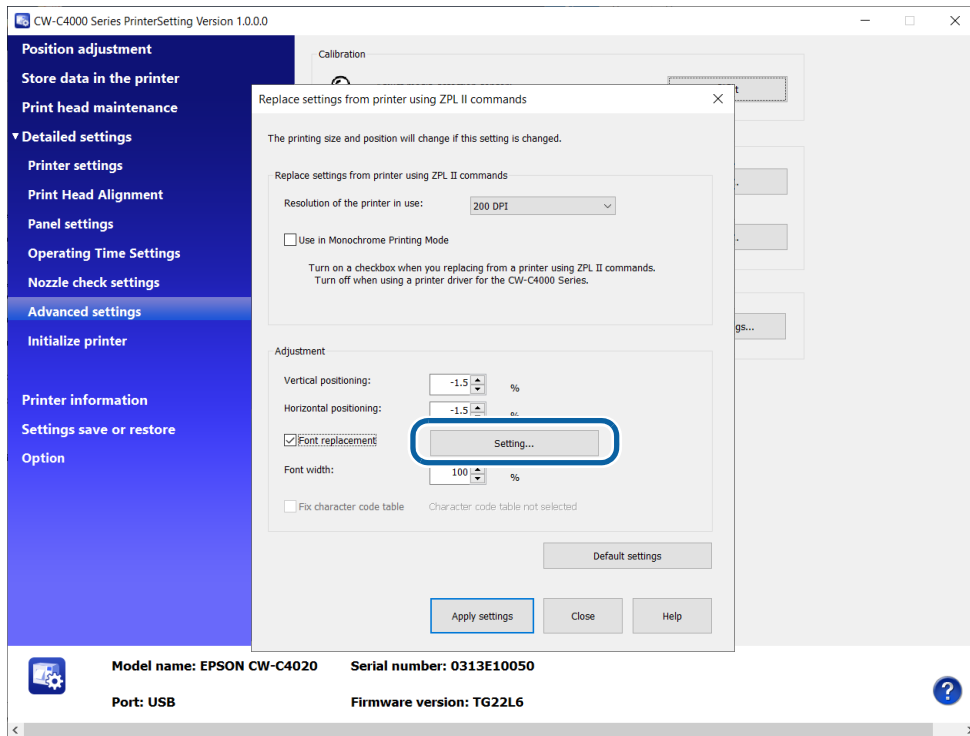 CW-C4000 Series PrinterSetting Version 1.0.0.0
Position adjustment
Store data in the printer
Print head maintenance
Detailed settings
Printer settings
Print Head Alignment
Panel settings
Operating Time Settings
Nozzle check settings
Advanced settings
Initialize printer
Printer information
Settings save or restore
Option
Calibration
Replace settings from printer using ZPL II commands
The printing size and position will change if this setting is changed.
Replace settings from printer using ZPL II commands
Resolution of the printer in use: 200 DPI
Use in Monochrome Printing Mode
Turn on a checkbox when you replacing from a printer using ZPL II commands.
Turn off when using a printer driver for the CW-C4000 Series.
Adjustment
Vertical positioning: -1.5 %
Horizontal positioning: -1.5 %
Font replacement Setting...
Font width: 100 %
Fix character code table Character code table not selected
Default settings
Apply settings Close Help
Model name: EPSON CW-C4020 Serial number: 0313E10050
Port: USB Firmware version: TG22L6